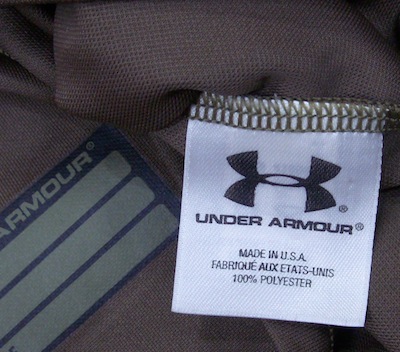 ARMOUR®
®
UNDER ARMOUR®
MADE IN U.S.A.
FABRIQUÉ AUX ETATS-UNIS
100% POLYESTER